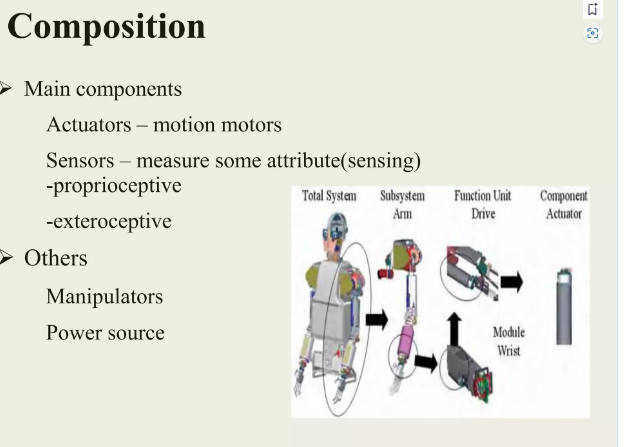 Composition
➢ Main components
Actuators – motion motors
Sensors – measure some attribute(sensing)
-proprioceptive
-exteroceptive
➢ Others
Manipulators
Power source
Total System
Subsystem
Arm
Function Unit
Drive
Component
Actuator
Module
Wrist